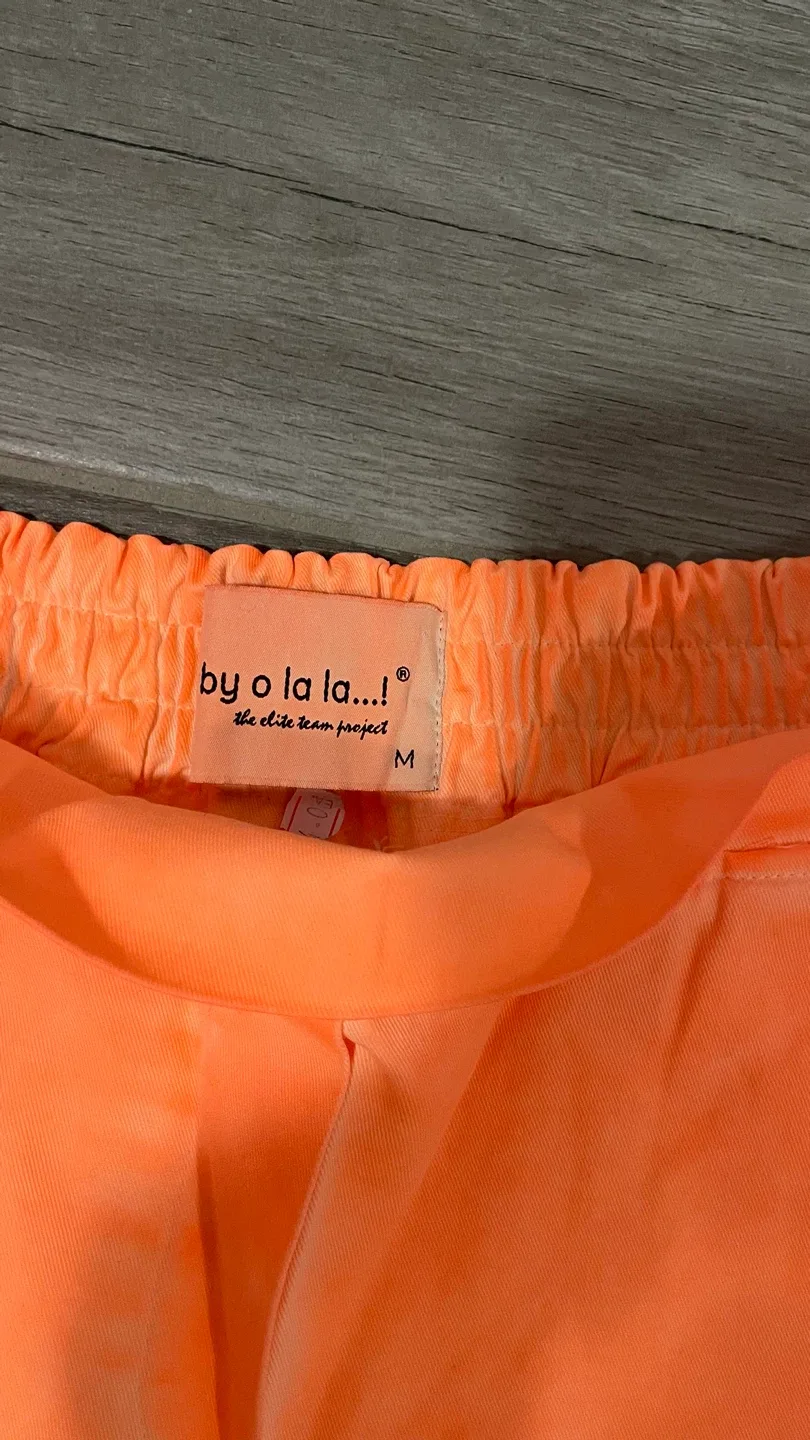 by o la la...!®
the elite team project
M